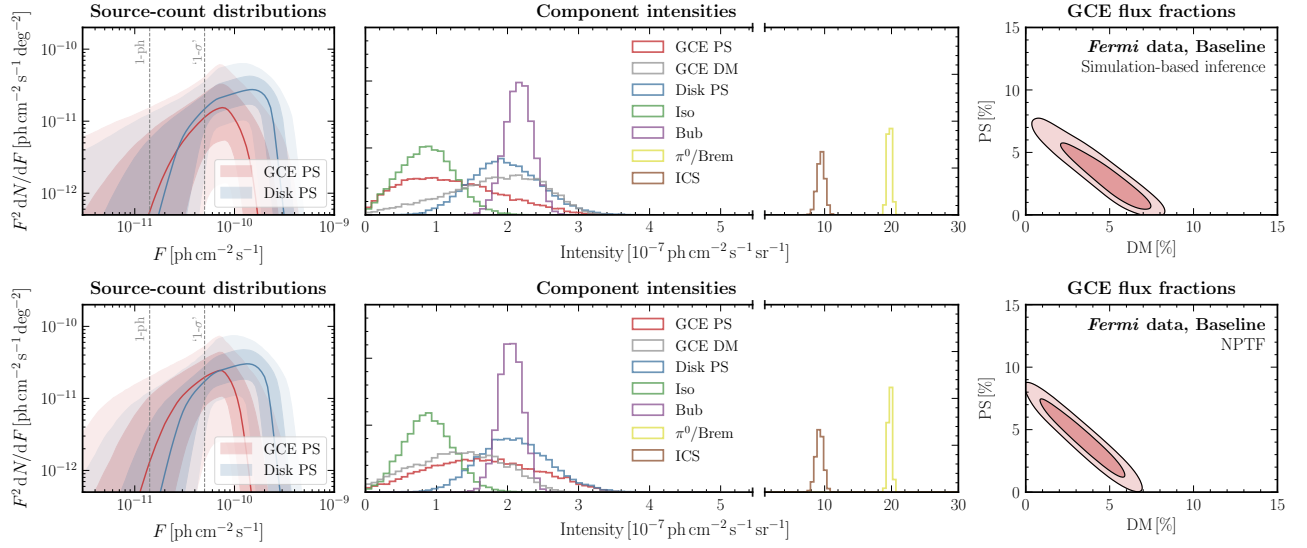 Source-count distributions
10⁻¹⁰
10⁻¹¹
10⁻¹²
F² dN/dF [ph cm⁻² s⁻¹ deg⁻²]
1-ph
'1-σ'
GCE PS
Disk PS
10⁻¹¹
10⁻¹⁰
10⁻⁹
F [ph cm⁻² s⁻¹]
Component intensities
GCE PS
GCE DM
Disk PS
Iso
Bub
π⁰/Brem
ICS
0
1
2
3
4
5
10
20
30
Intensity [10⁻⁷ ph cm⁻² s⁻¹ sr⁻¹]
GCE flux fractions
Fermi data, Baseline
Simulation-based inference
15
10
5
0
PS [%]
0
5
10
15
DM [%]
Source-count distributions
10⁻¹⁰
10⁻¹¹
10⁻¹²
F² dN/dF [ph cm⁻² s⁻¹ deg⁻²]
1-ph
'1-σ'
GCE PS
Disk PS
10⁻¹¹
10⁻¹⁰
10⁻⁹
F [ph cm⁻² s⁻¹]
Component intensities
GCE PS
GCE DM
Disk PS
Iso
Bub
π⁰/Brem
ICS
0
1
2
3
4
5
10
20
30
Intensity [10⁻⁷ ph cm⁻² s⁻¹ sr⁻¹]
GCE flux fractions
Fermi data, Baseline
NPTF
15
10
5
0
PS [%]
0
5
10
15
DM [%]